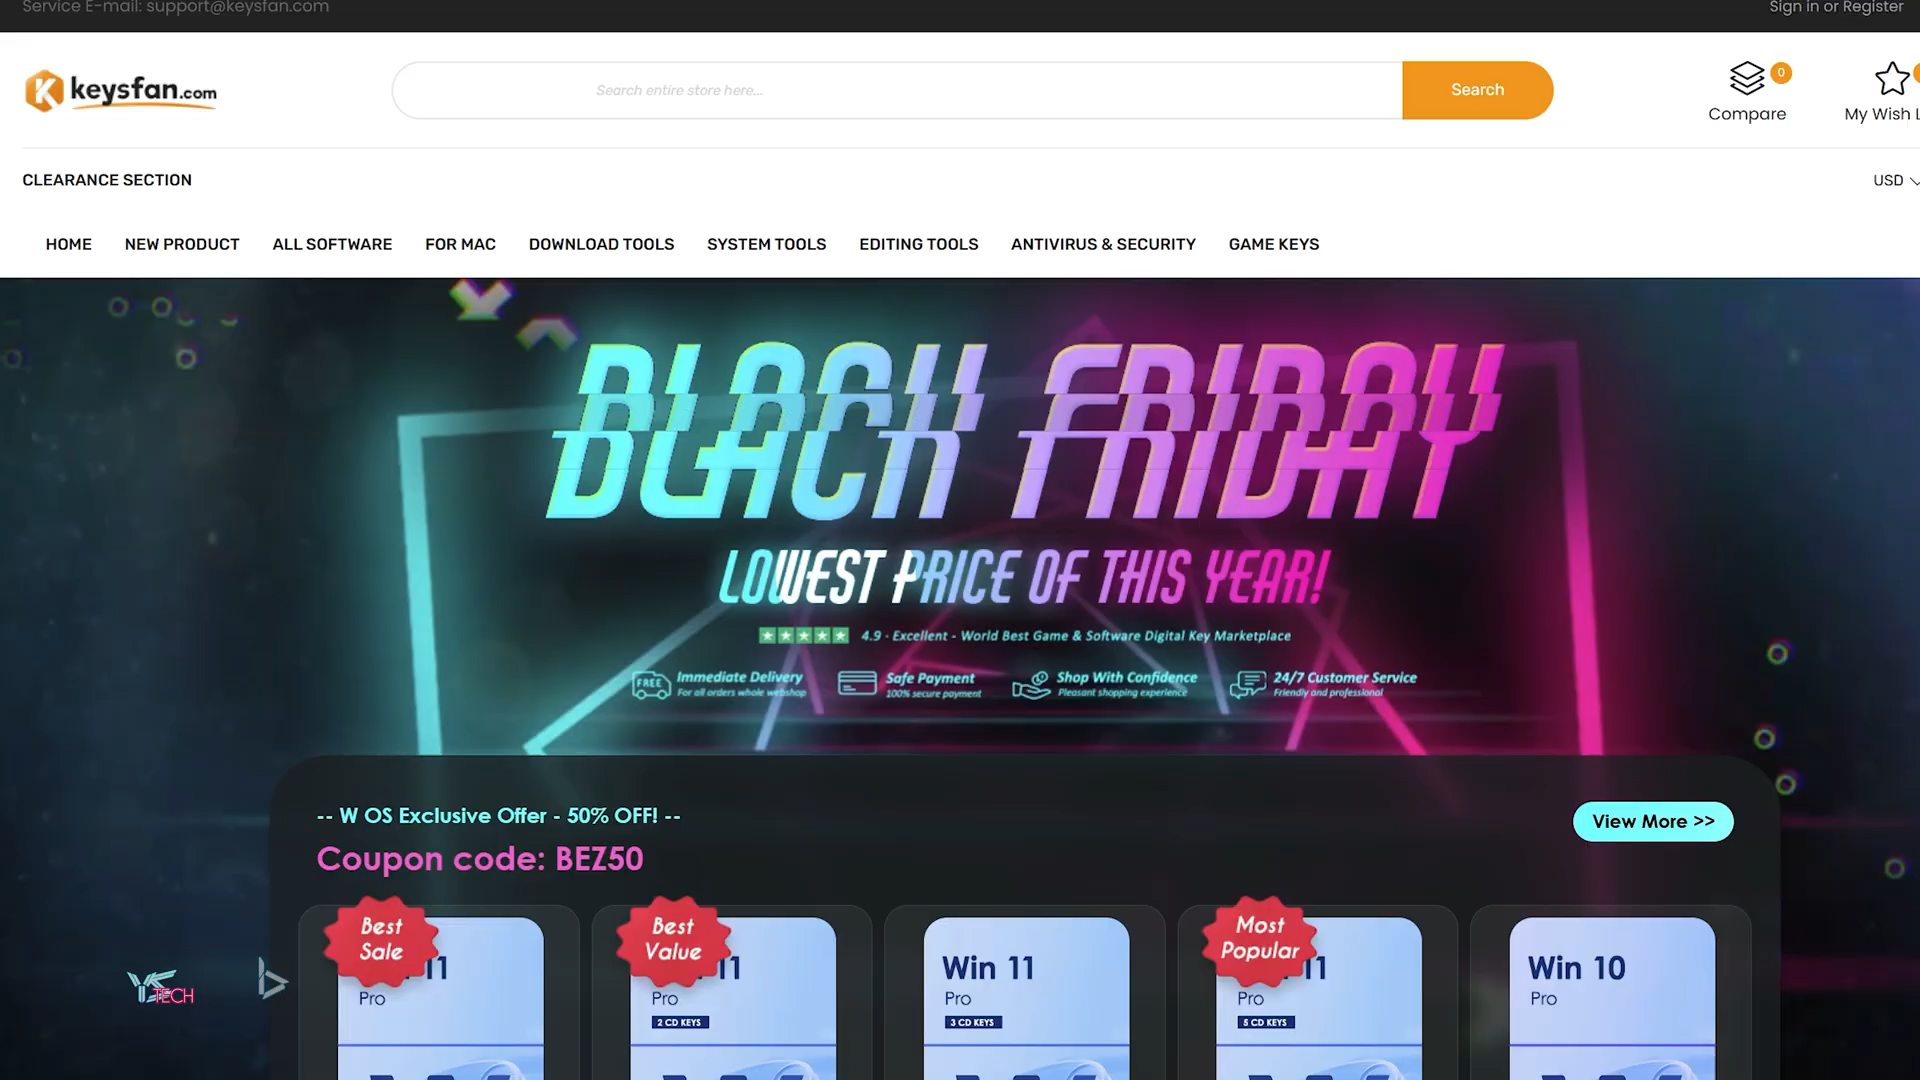 Service E-mail: support@keysfan.com
Sign in or Register
K keysfan.com
Search entire store here...
Search
0
Compare
My Wish L
CLEARANCE SECTION
USD
HOME NEW PRODUCT ALL SOFTWARE FOR MAC DOWNLOAD TOOLS SYSTEM TOOLS EDITING TOOLS ANTIVIRUS & SECURITY GAME KEYS
BLACK FRIDAY
LOWEST PRICE OF THIS YEAR!
4.9 - Excellent - World Best Game & Software Digital Key Marketplace
FREE
Immediate Delivery
For all orders whole webshop
Safe Payment
100% secure payment
Shop With Confidence
Pleasant shopping experience
24/7 Customer Service
Friendly and professional
-- W OS Exclusive Offer - 50% OFF! --
Coupon code: BEZ50
View More >>
Best
Sale
11
Pro
Best
Value
11
Pro
2 CD KEYS
Win 11
Pro
3 CD KEYS
Most
Popular
11
Pro
5 CD KEYS
Win 10
Pro
TECH